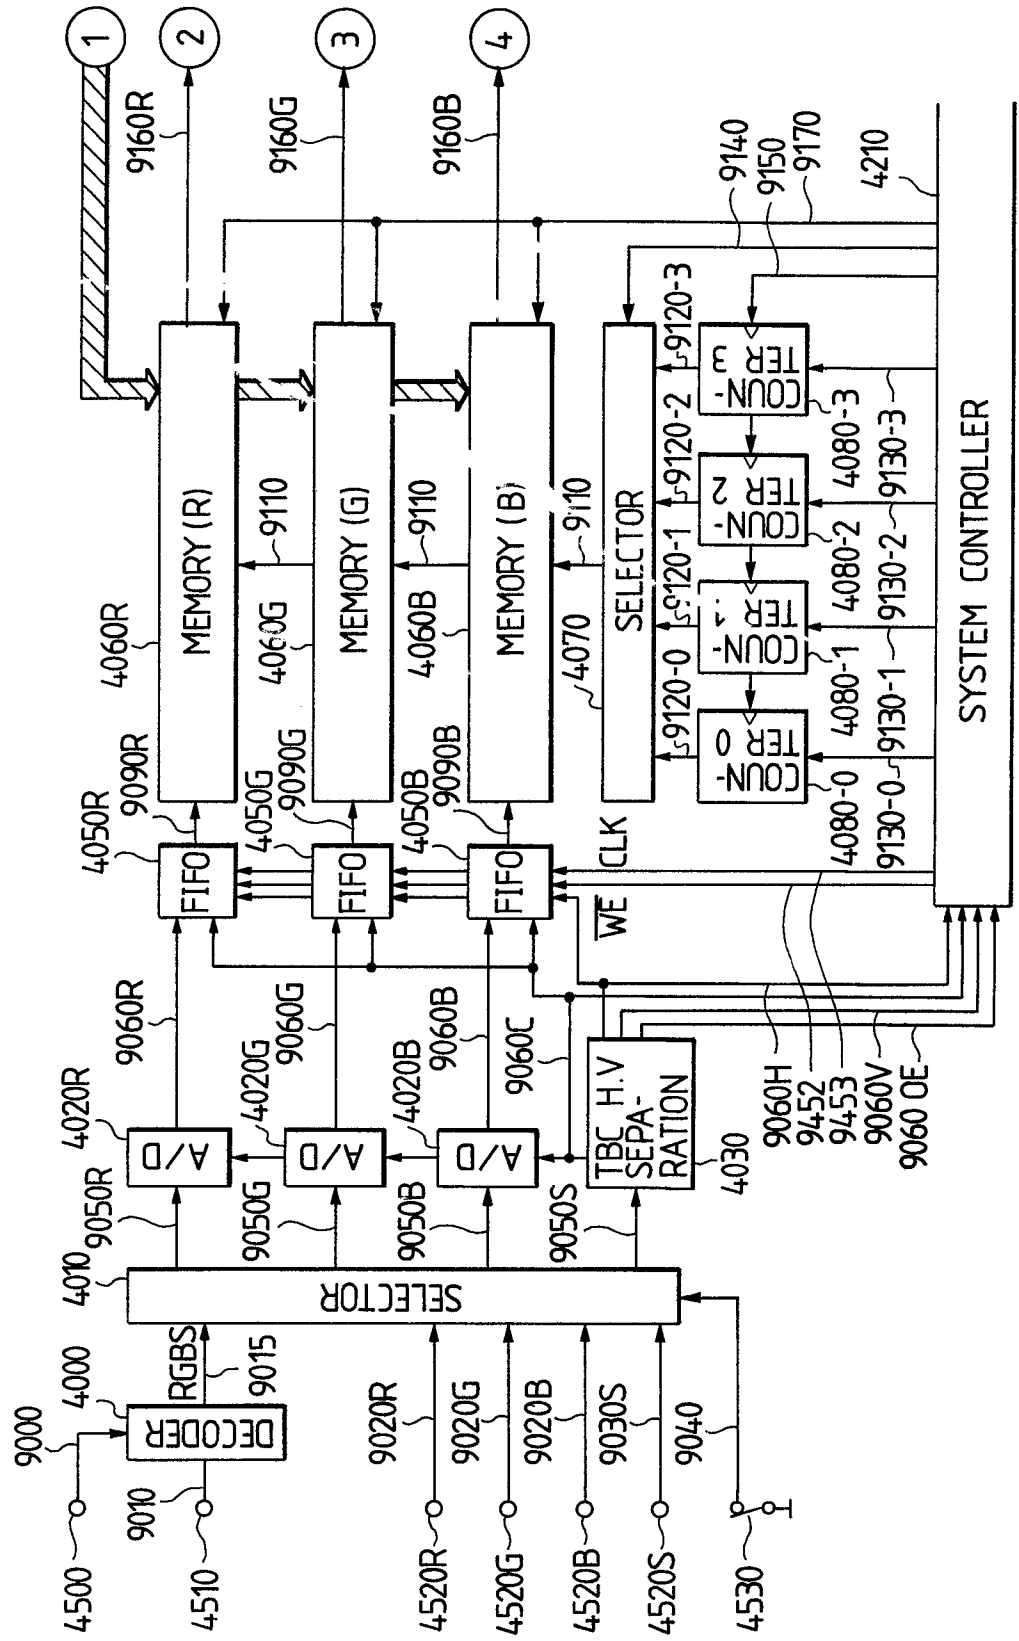 4500
9000
4000
9010
4510
DECODER
RGBS
9015
4010
SELECTOR
4520R
9020R
4520G
9020G
4520B
9020B
4520S
9030S
4530
9040
9050R
4020R
A/D
9060R
9050G
4020G
A/D
9060G
9050B
4020B
A/D
9060B
9050S
9060C
TBC H.V
SEPA-
RATION
4030
4050R
FIFO
9090R
4050G
FIFO
9090G
4050B
FIFO
9090B
W̅E̅
CLK
4060R
MEMORY (R)
9110
4060G
MEMORY (G)
9110
4060B
MEMORY (B)
9110
4070
SELECTOR
9120-0
9120-1
9120-2
9120-3
COUN-
TER 0
COUN-
TER 1
COUN-
TER 2
COUN-
TER 3
4080-0
4080-1
4080-2
4080-3
9130-0
9130-1
9130-2
9130-3
9060H
9452
9453
9060V
9060 OE
SYSTEM CONTROLLER
4210
9140
9150
9170
1
9160R
2
9160G
3
9160B
4